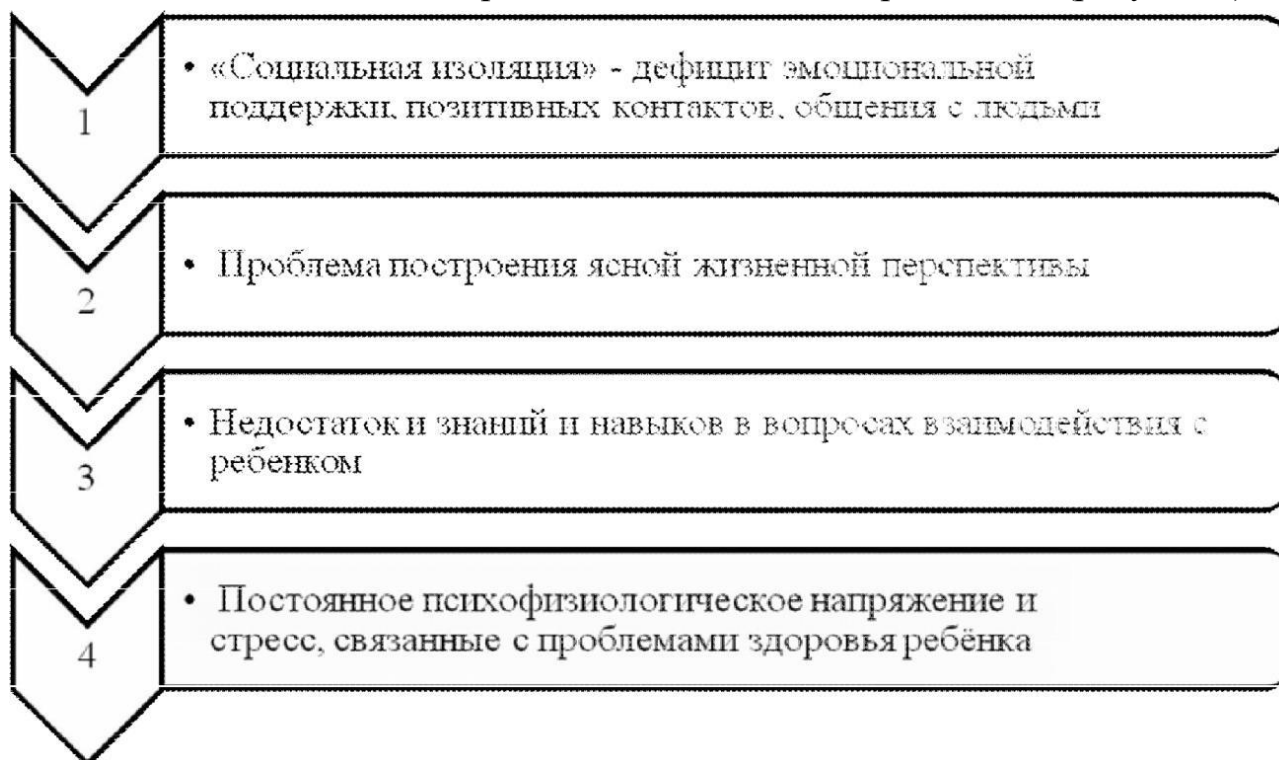 1
• «Социальная изоляция» - дефицит эмоциональной
поддержки, позитивных контактов, общения с людьми
2
• Проблема построения ясной жизненной перспективы
3
• Недостаток и знаний и навыков в вопросах взаимодействия с
ребенком
4
• Постоянное психофизиологическое напряжение и
стресс, связанные с проблемами здоровья ребёнка